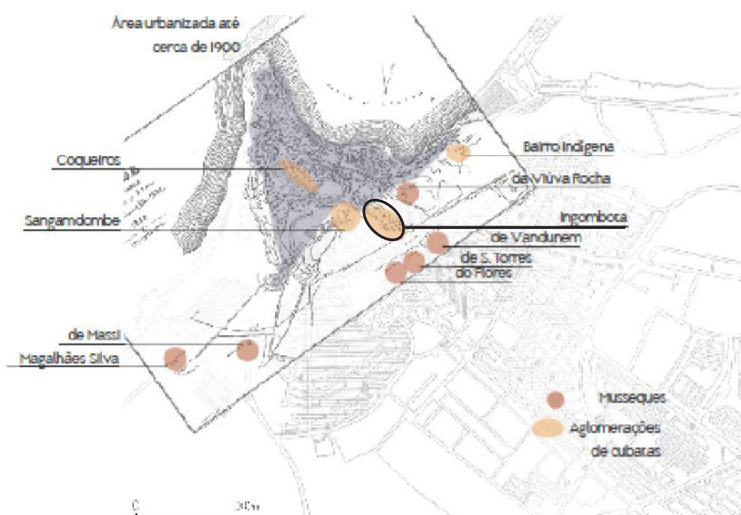 Área urbanizada até
cerca de 1900
Coqueiros
Bairro Indígena
da Viúva Rocha
Sangamdombe
Ingombota
de Vandunem
de S. Torres
do Flores
de Massi
Magalhães Silva
Musseques
Aglomerações
de cubatas
0